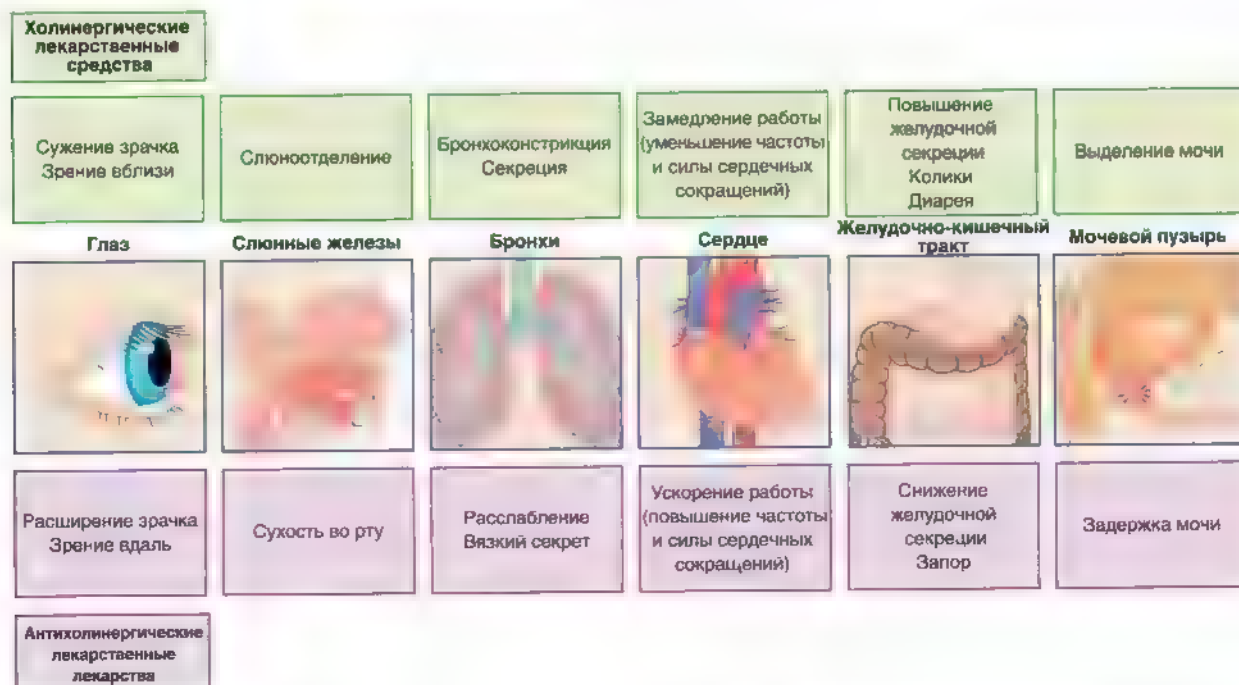 Холинергические
лекарственные
средства
Сужение зрачка
Зрение вблизи
Слюноотделение
Бронхоконстрикция
Секреция
Замедление работы
(уменьшение частоты
и силы сердечных
сокращений)
Повышение
желудочной
секреции
Колики
Диарея
Выделение мочи
Глаз
Слюнные железы
Бронхи
Сердце
Желудочно-кишечный
тракт
Мочевой пузырь
Расширение зрачка
Зрение вдаль
Сухость во рту
Расслабление
Вязкий секрет
Ускорение работы
(повышение частоты
и силы сердечных
сокращений)
Снижение
желудочной
секреции
Запор
Задержка мочи
Антихолинергические
лекарственные
лекарства